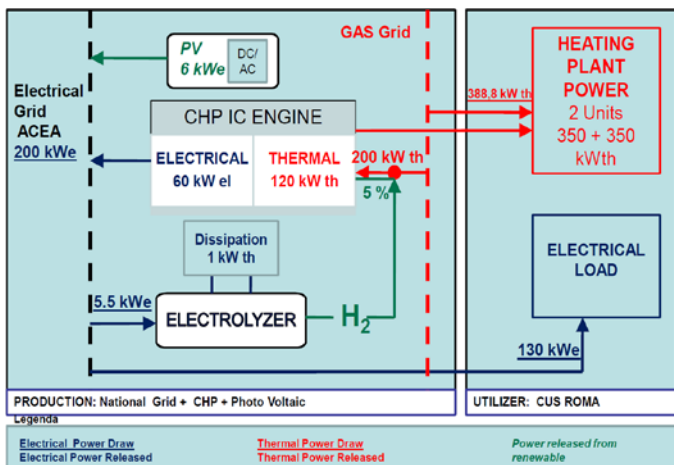 GAS Grid
PV
6 kWe
DC/
AC
Electrical
Grid
ACEA
200 kWe
CHP IC ENGINE
ELECTRICAL
60 kW el
THERMAL
120 kW th
200 kW th
5 %
388,8 kW th
HEATING
PLANT
POWER
2 Units
350 + 350
kWth
Dissipation
1 kW th
5.5 kWe
ELECTROLYZER
H2
ELECTRICAL
LOAD
130 kWe
PRODUCTION: National Grid + CHP + Photo Voltaic
UTILIZER: CUS ROMA
Legenda
Electrical Power Draw
Electrical Power Released
Thermal Power Draw
Thermal Power Released
Power released from
renewable